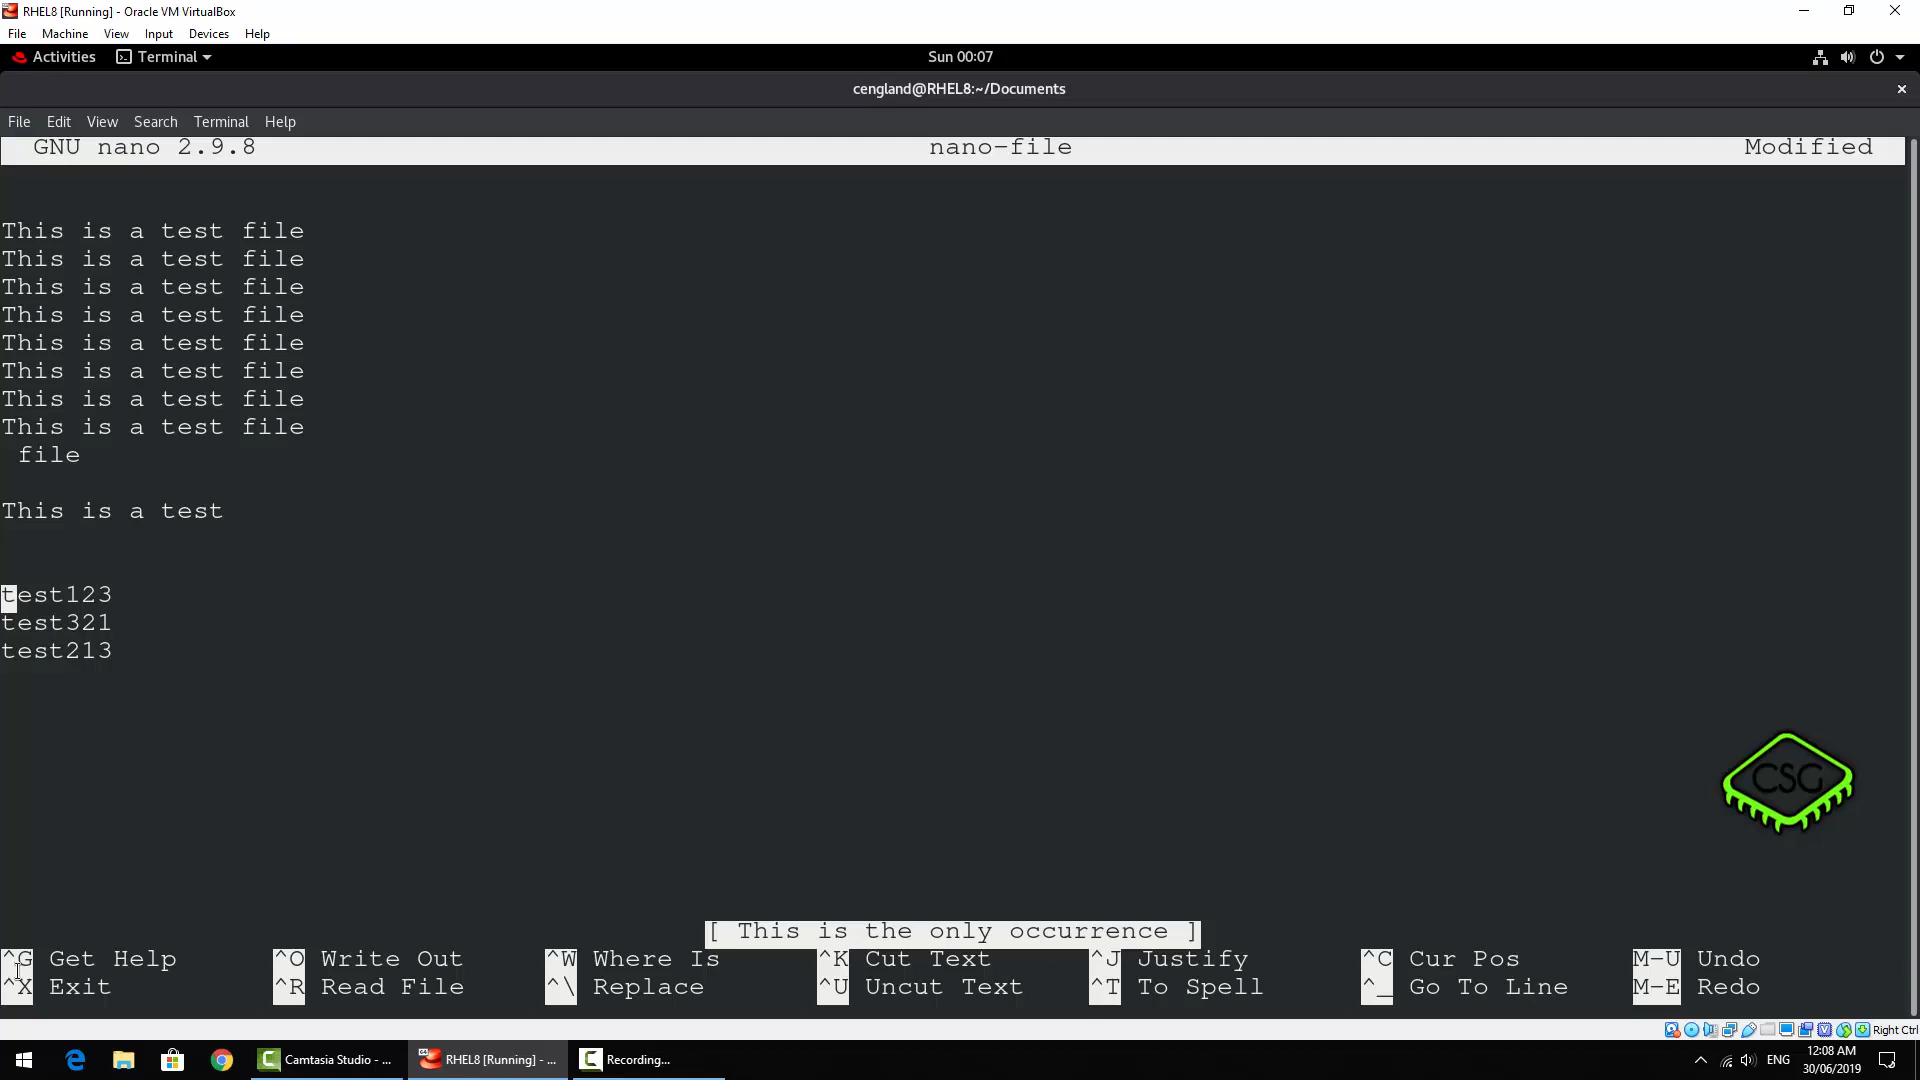 RHEL8 [Running] - Oracle VM VirtualBox
File Machine View Input Devices Help
Activities Terminal Sun 00:07
cengland@RHEL8:~/Documents
File Edit View Search Terminal Help
GNU nano 2.9.8 nano-file Modified
This is a test file
This is a test file
This is a test file
This is a test file
This is a test file
This is a test file
This is a test file
This is a test file
file
This is a test
test123
test321
test213
CSG
[ This is the only occurrence ]
^G Get Help ^O Write Out ^W Where Is ^K Cut Text ^J Justify ^C Cur Pos M-U Undo
^X Exit ^R Read File ^\ Replace ^U Uncut Text ^T To Spell ^_ Go To Line M-E Redo
Right Ctrl
Camtasia Studio - ... RHEL8 [Running] - ... Recording... ENG 12:08 AM
30/06/2019